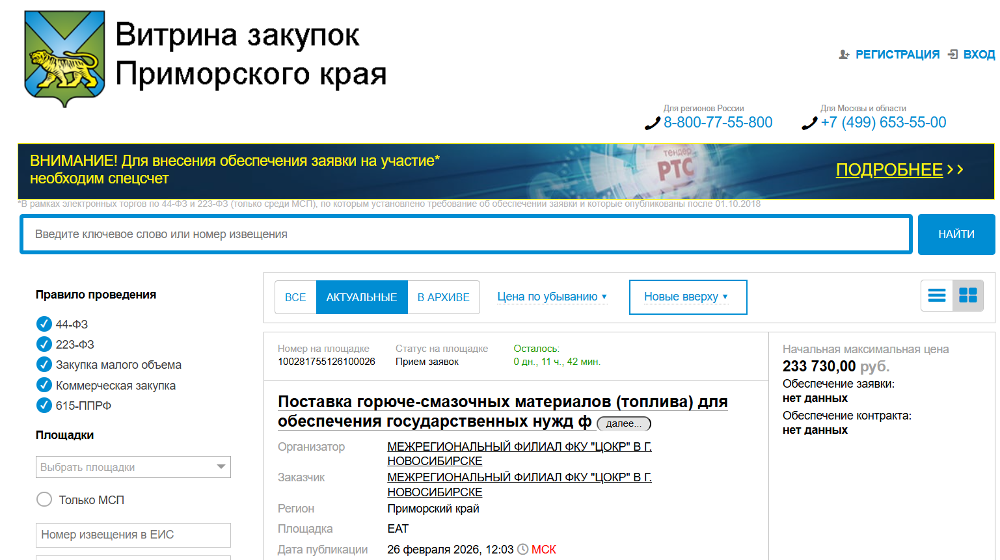 Витрина закупок
Приморского края
РЕГИСТРАЦИЯ ВХОД
Для регионов России
8-800-77-55-800
Для Москвы и области
+7 (499) 653-55-00
ВНИМАНИЕ! Для внесения обеспечения заявки на участие*
необходим спецсчет
тендер
РТС
ПОДРОБНЕЕ
*В рамках электронных торгов по 44-ФЗ и 223-ФЗ (только среди МСП), по которым установлено требование об обеспечении заявки и которые опубликованы после 01.10.2018
Введите ключевое слово или номер извещения
НАЙТИ
Правило проведения
44-ФЗ
223-ФЗ
Закупка малого объема
Коммерческая закупка
615-ППРФ
Площадки
Выбрать площадки
Только МСП
Номер извещения в ЕИС
ВСЕ АКТУАЛЬНЫЕ В АРХИВЕ Цена по убыванию Новые вверху
Номер на площадке
100281755126100026
Статус на площадке
Прием заявок
Осталось:
0 дн., 11 ч., 42 мин.
Поставка горюче-смазочных материалов (топлива) для
обеспечения государственных нужд ф далее...
Организатор МЕЖРЕГИОНАЛЬНЫЙ ФИЛИАЛ ФКУ "ЦОКР" В Г.
НОВОСИБИРСКЕ
Заказчик МЕЖРЕГИОНАЛЬНЫЙ ФИЛИАЛ ФКУ "ЦОКР" В Г.
НОВОСИБИРСКЕ
Регион Приморский край
Площадка ЕАТ
Дата публикации 26 февраля 2026, 12:03 МСК
Начальная максимальная цена
233 730,00 руб.
Обеспечение заявки:
нет данных
Обеспечение контракта:
нет данных